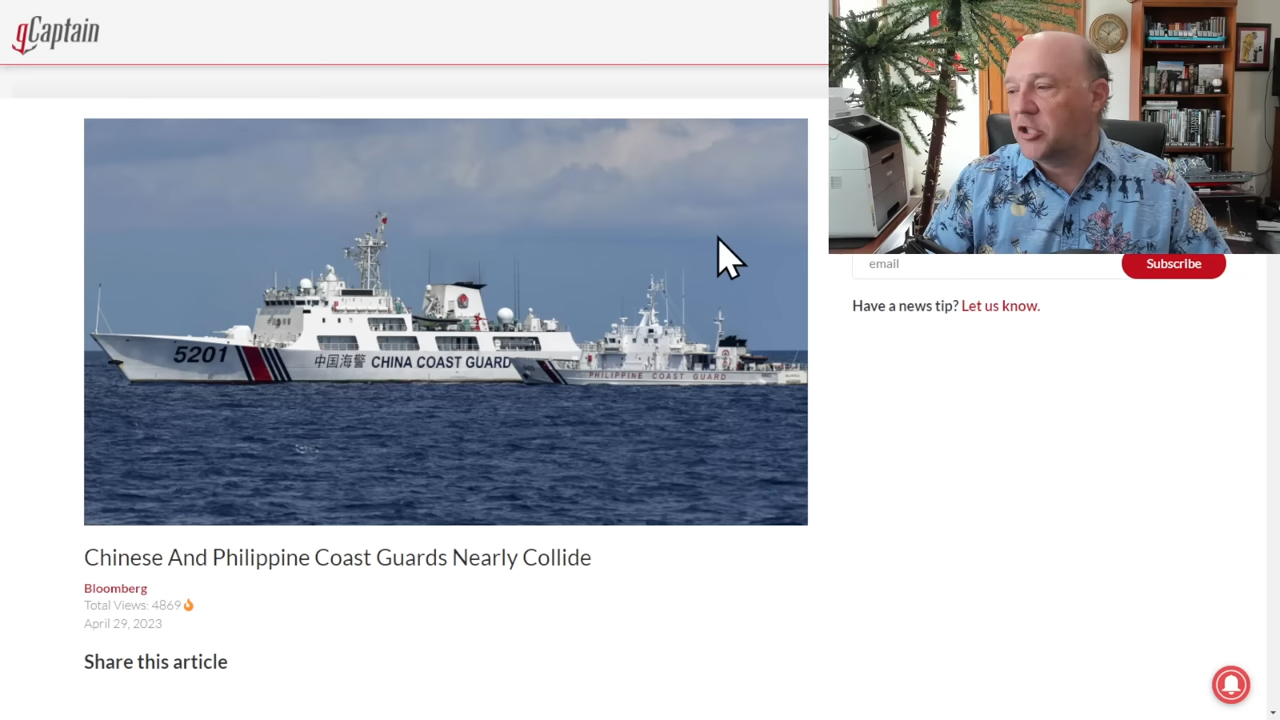 gCaptain
5201
中国海警 CHINA COAST GUARD
PHILIPPINE COAST GUARD
email
Subscribe
Have a news tip? Let us know.
Chinese And Philippine Coast Guards Nearly Collide
Bloomberg
Total Views: 4869
April 29, 2023
Share this article